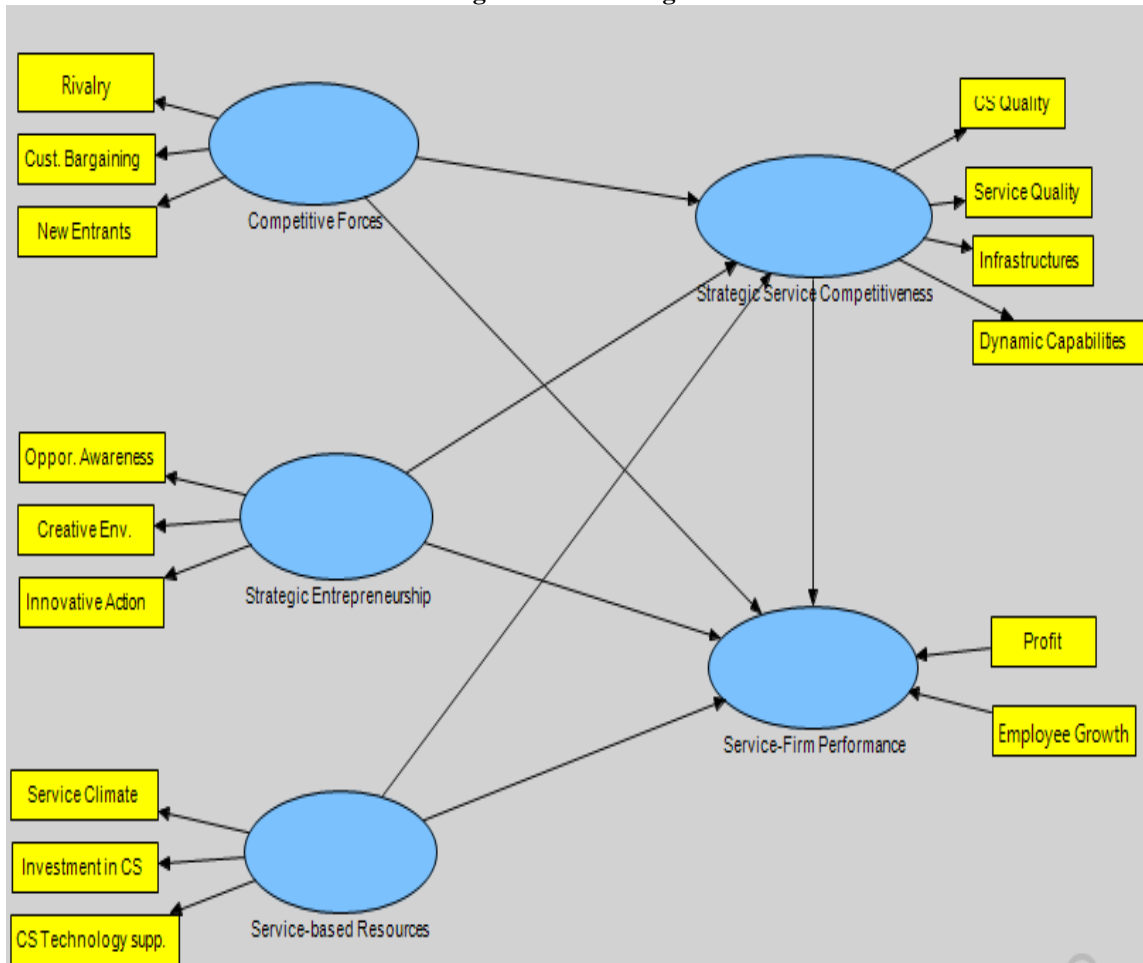 Rivalry
Cust. Bargaining
New Entrants
Competitive Forces
CS Quality
Service Quality
Infrastructures
Dynamic Capabilities
Strategic Service Competitiveness
Oppor. Awareness
Creative Env.
Innovative Action
Strategic Entrepreneurship
Profit
Employee Growth
Service-Firm Performance
Service Climate
Investment in CS
CS Technology supp.
Service-based Resources